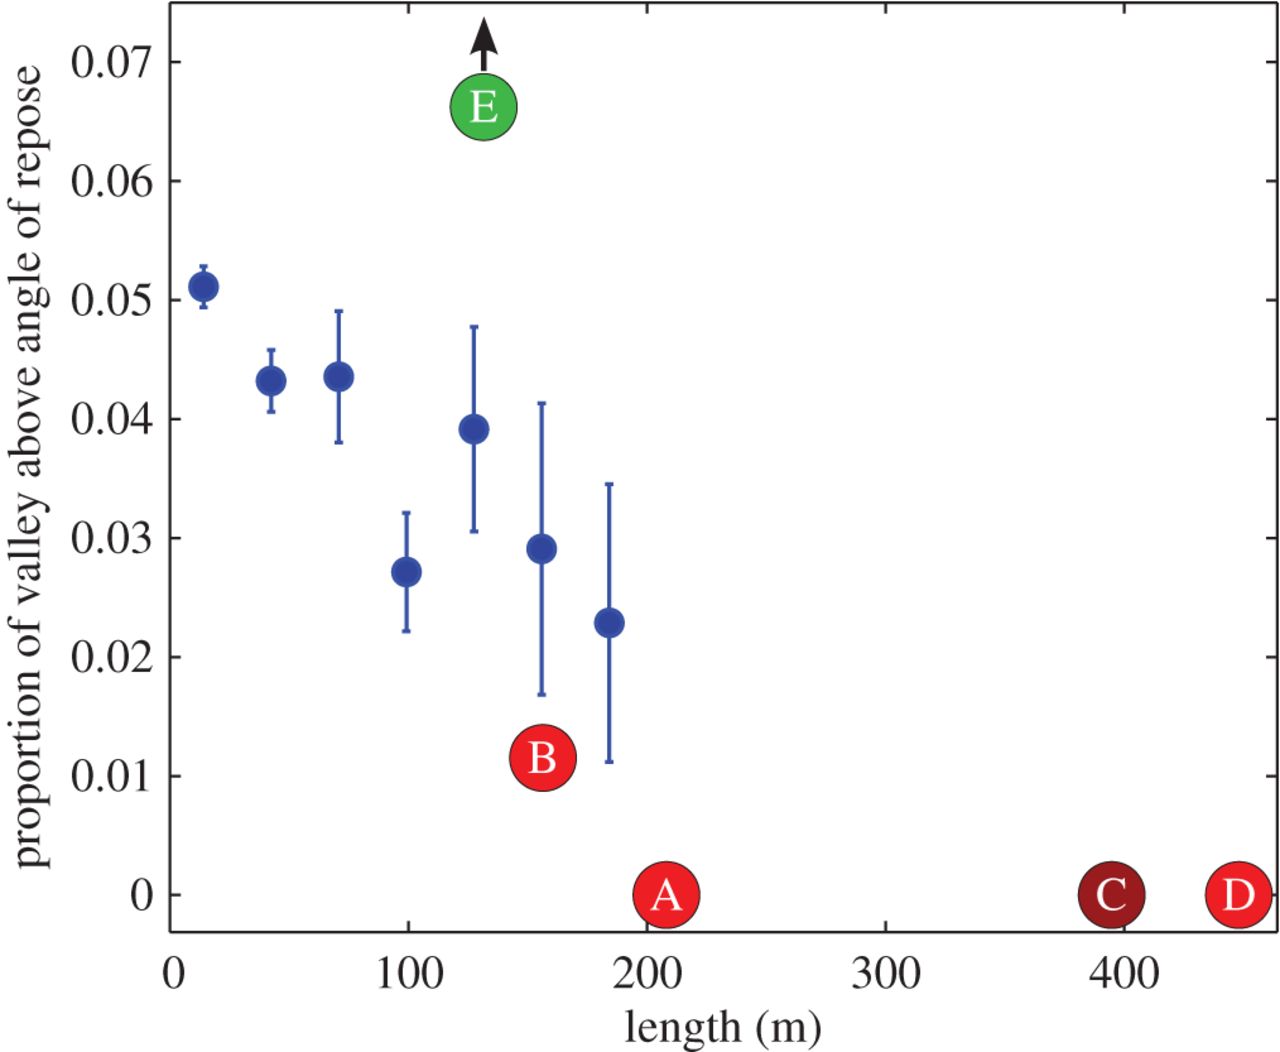 proportion of valley above angle of repose
0.07
0.06
0.05
0.04
0.03
0.02
0.01
0
E
B
A
C
D
0 100 200 300 400
length (m)